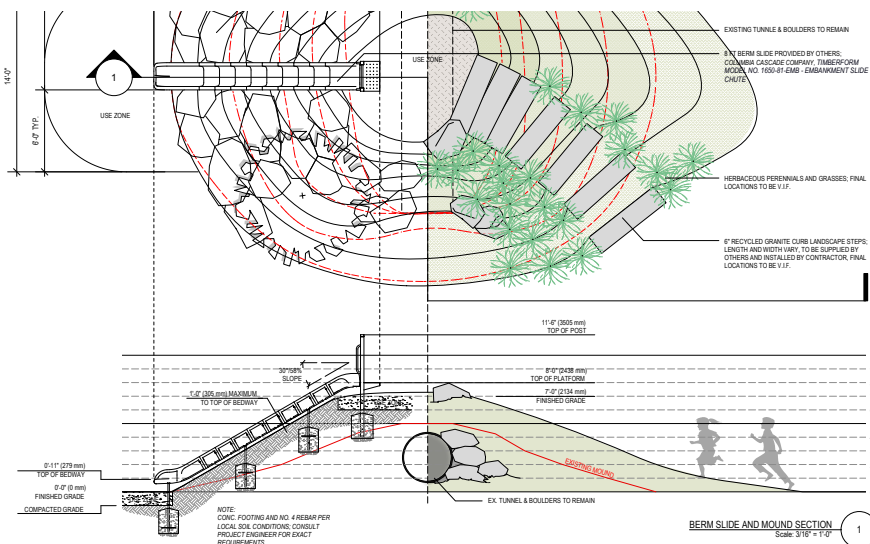 EXISTING TUNNLE & BOULDERS TO REMAIN
8 FT BERM SLIDE PROVIDED BY OTHERS;
COLUMBIA CASCADE COMPANY, TIMBERFORM
MODEL NO. 1650-81-EMB - EMBANKMENT SLIDE
CHUTE
USE ZONE
14'-0"
1
USE ZONE
6'-0" TYP.
HERBACEOUS PERENNIALS AND GRASSES; FINAL
LOCATIONS TO BE V.I.F.
6" RECYCLED GRANITE CURB LANDSCAPE STEPS;
LENGTH AND WIDTH VARY, TO BE SUPPLIED BY
OTHERS AND INSTALLED BY CONTRACTOR, FINAL
LOCATIONS TO BE V.I.F.
11'-6" (3505 mm)
TOP OF POST
30°/58%
SLOPE
8'-0" (2438 mm)
TOP OF PLATFORM
7'-0" (2134 mm)
FINISHED GRADE
1'-0" (305 mm) MAXIMUM
TO TOP OF BEDWAY
0'-11" (279 mm)
TOP OF BEDWAY
0'-0" (0 mm)
FINISHED GRADE
COMPACTED GRADE
EXISTING MOUND
EX. TUNNEL & BOULDERS TO REMAIN
NOTE:
CONC. FOOTING AND NO. 4 REBAR PER
LOCAL SOIL CONDITIONS; CONSULT
PROJECT ENGINEER FOR EXACT
REQUIREMENTS
BERM SLIDE AND MOUND SECTION
Scale: 3/16" = 1'-0"
1